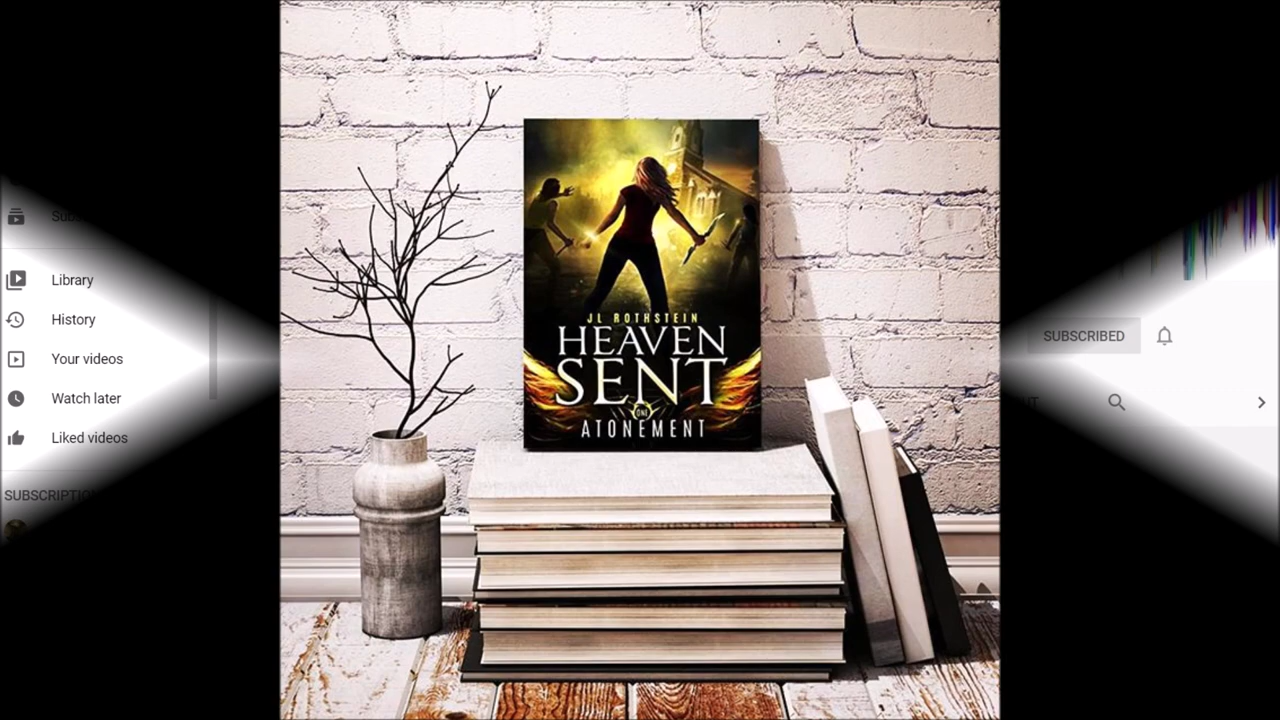 Library
History
Your videos
Watch later
Liked videos
JL ROTHSTEIN
HEAVEN
SENT
ONE
ATONEMENT
SUBSCRIBED